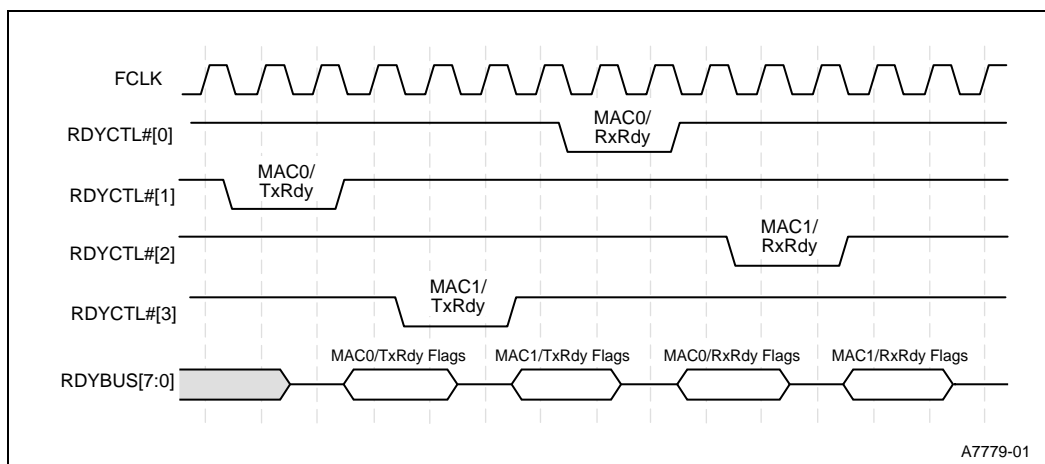 FCLK
RDYCTL#[0]
MAC0/
RxRdy
RDYCTL#[1]
MAC0/
TxRdy
RDYCTL#[2]
MAC1/
RxRdy
RDYCTL#[3]
MAC1/
TxRdy
RDYBUS[7:0]
MAC0/TxRdy Flags
MAC1/TxRdy Flags
MAC0/RxRdy Flags
MAC1/RxRdy Flags
A7779-01